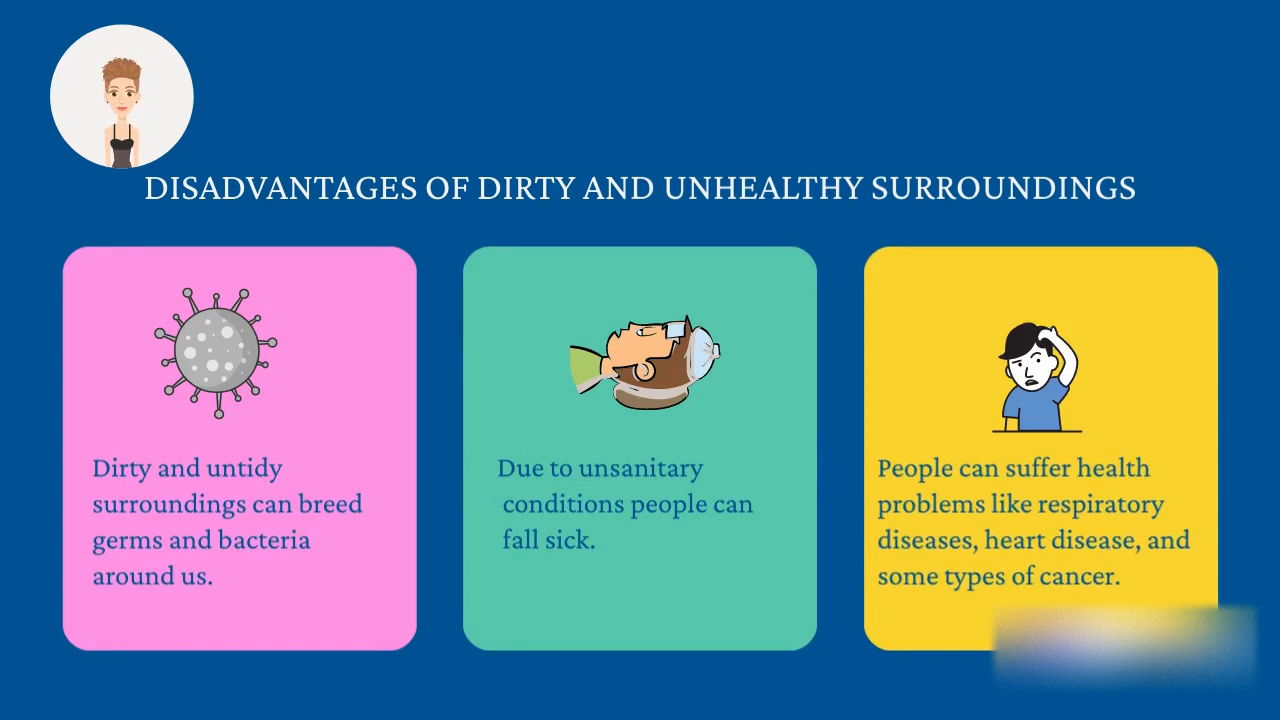 DISADVANTAGES OF DIRTY AND UNHEALTHY SURROUNDINGS
Dirty and untidy
surroundings can breed
germs and bacteria
around us.
Due to unsanitary
conditions people can
fall sick.
People can suffer health
problems like respiratory
diseases, heart disease, and
some types of cancer.